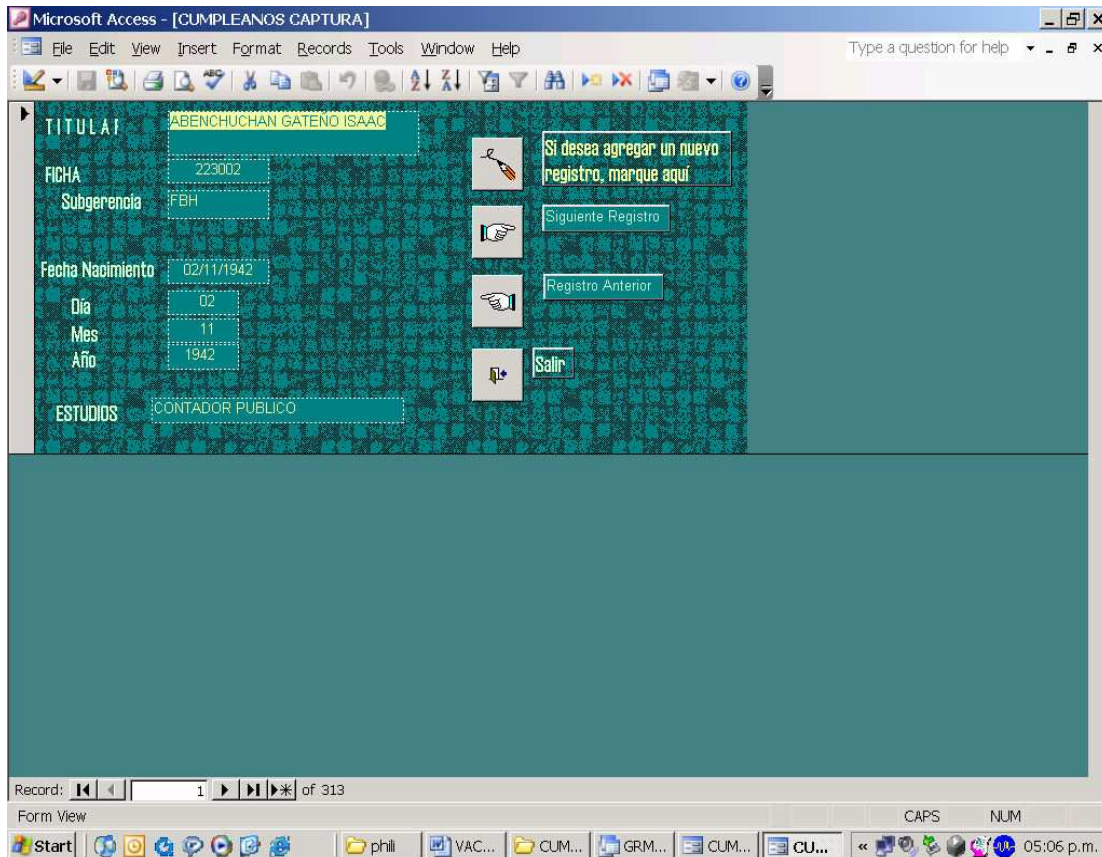 Microsoft Access - [CUMPLEANOS CAPTURA]
File Edit View Insert Format Records Tools Window Help
Type a question for help
TITULAR
ABENCHUCHAN GATEÑO ISAAC
Si desea agregar un nuevo
registro, marque aquí
FICHA
223002
Subgerencia
FBH
Siguiente Registro
Fecha Nacimiento
02/11/1942
Registro Anterior
Día
02
Mes
11
Año
1942
Salir
ESTUDIOS
CONTADOR PUBLICO
Record: 1 of 313
Form View
CAPS NUM
Start phili VAC... CUM... GRM... CUM... CU... « 05:06 p.m.